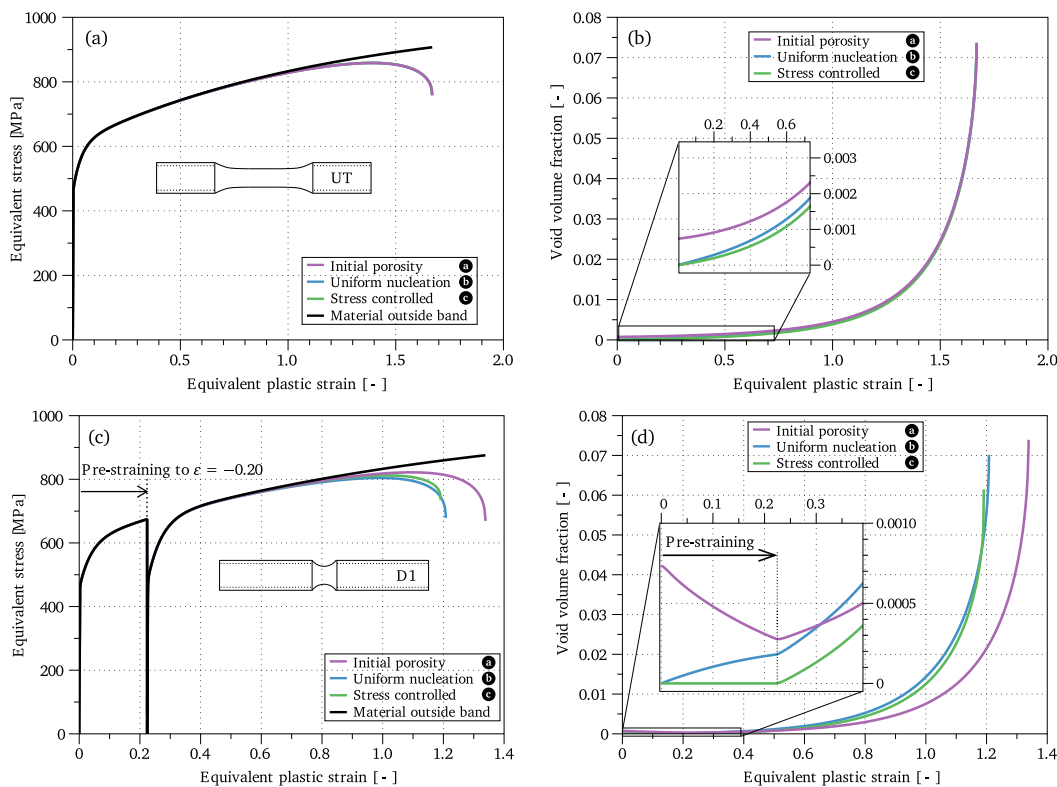 (a)
1000
800
600
400
200
0
Equivalent stress [MPa]
UT
Initial porosity a
Uniform nucleation b
Stress controlled c
Material outside band
0 0.5 1.0 1.5 2.0
Equivalent plastic strain [ - ]
(b)
0.08
0.07
0.06
0.05
0.04
0.03
0.02
0.01
0
Void volume fraction [ - ]
Initial porosity a
Uniform nucleation b
Stress controlled c
0.2 0.4 0.6
0.003
0.002
0.001
0
0 0.5 1.0 1.5 2.0
Equivalent plastic strain [ - ]
(c)
1000
800
600
400
200
0
Equivalent stress [MPa]
Pre-straining to ε = −0.20
D1
Initial porosity a
Uniform nucleation b
Stress controlled c
Material outside band
0 0.2 0.4 0.6 0.8 1.0 1.2 1.4
Equivalent plastic strain [ - ]
(d)
0.08
0.07
0.06
0.05
0.04
0.03
0.02
0.01
0
Void volume fraction [ - ]
Initial porosity a
Uniform nucleation b
Stress controlled c
0 0.1 0.2 0.3
0.0010
0.0005
0
Pre-straining
0 0.2 0.4 0.6 0.8 1.0 1.2 1.4
Equivalent plastic strain [ - ]